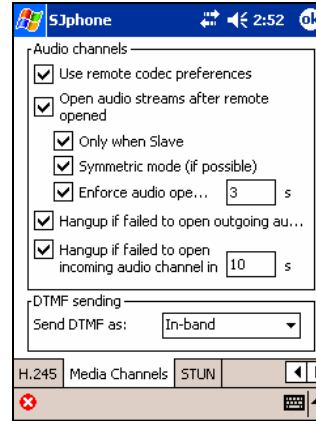 SJphone 2:52 ok
Audio channels
Use remote codec preferences
Open audio streams after remote
opened
Only when Slave
Symmetric mode (if possible)
Enforce audio ope... 3 s
Hangup if failed to open outgoing au...
Hangup if failed to open
incoming audio channel in 10 s
DTMF sending
Send DTMF as: In-band
H.245 Media Channels STUN